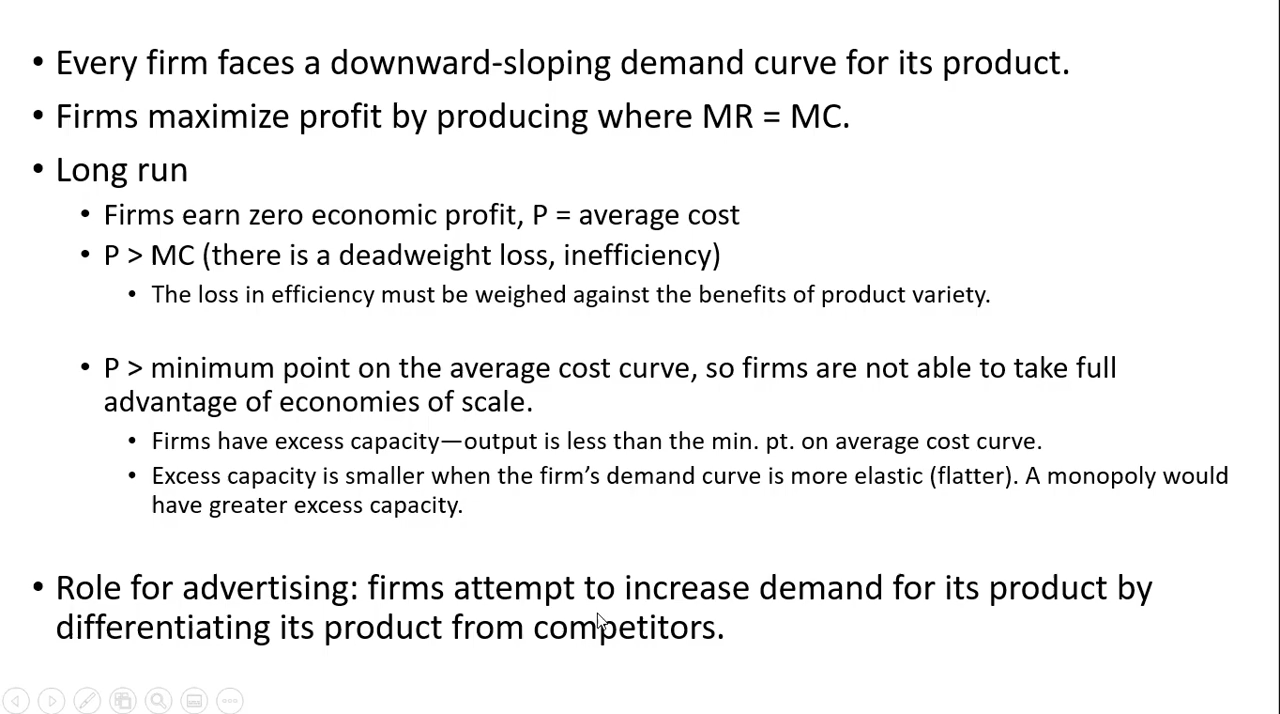 • Every firm faces a downward-sloping demand curve for its product.
• Firms maximize profit by producing where MR = MC.
• Long run
• Firms earn zero economic profit, P = average cost
• P > MC (there is a deadweight loss, inefficiency)
• The loss in efficiency must be weighed against the benefits of product variety.
• P > minimum point on the average cost curve, so firms are not able to take full
advantage of economies of scale.
• Firms have excess capacity—output is less than the min. pt. on average cost curve.
• Excess capacity is smaller when the firm’s demand curve is more elastic (flatter). A monopoly would
have greater excess capacity.
• Role for advertising: firms attempt to increase demand for its product by
differentiating its product from competitors.